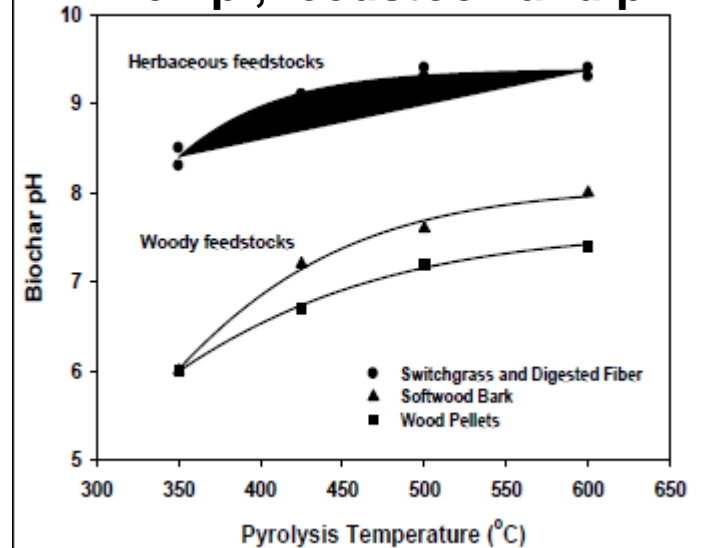 10
9
8
7
6
5
Biochar pH
Herbaceous feedstocks
Woody feedstocks
Switchgrass and Digested Fiber
Softwood Bark
Wood Pellets
300 350 400 450 500 550 600 650
Pyrolysis Temperature (°C)